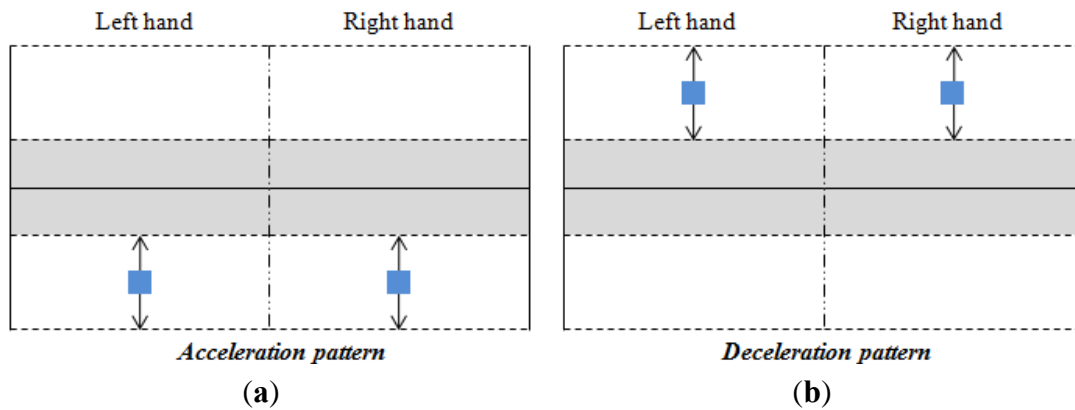 Left hand Right hand Left hand Right hand
Acceleration pattern Deceleration pattern
(a) (b)